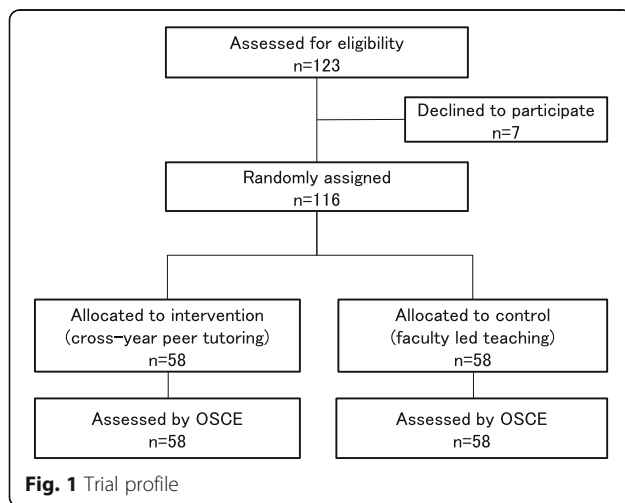 Assessed for eligibility
n=123
Declined to participate
n=7
Randomly assigned
n=116
Allocated to intervention
(cross-year peer tutoring)
n=58
Allocated to control
(faculty led teaching)
n=58
Assessed by OSCE
n=58
Assessed by OSCE
n=58
Fig. 1 Trial profile